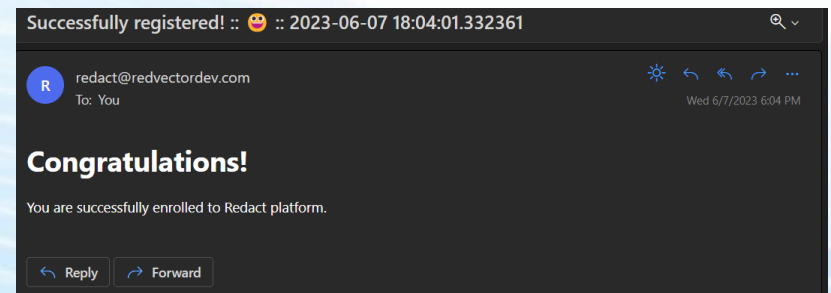 Successfully registered! :: 😀 :: 2023-06-07 18:04:01.332361
R
redact@redvectordev.com
To: You
Wed 6/7/2023 6:04 PM
Congratulations!
You are successfully enrolled to Redact platform.
Reply
Forward